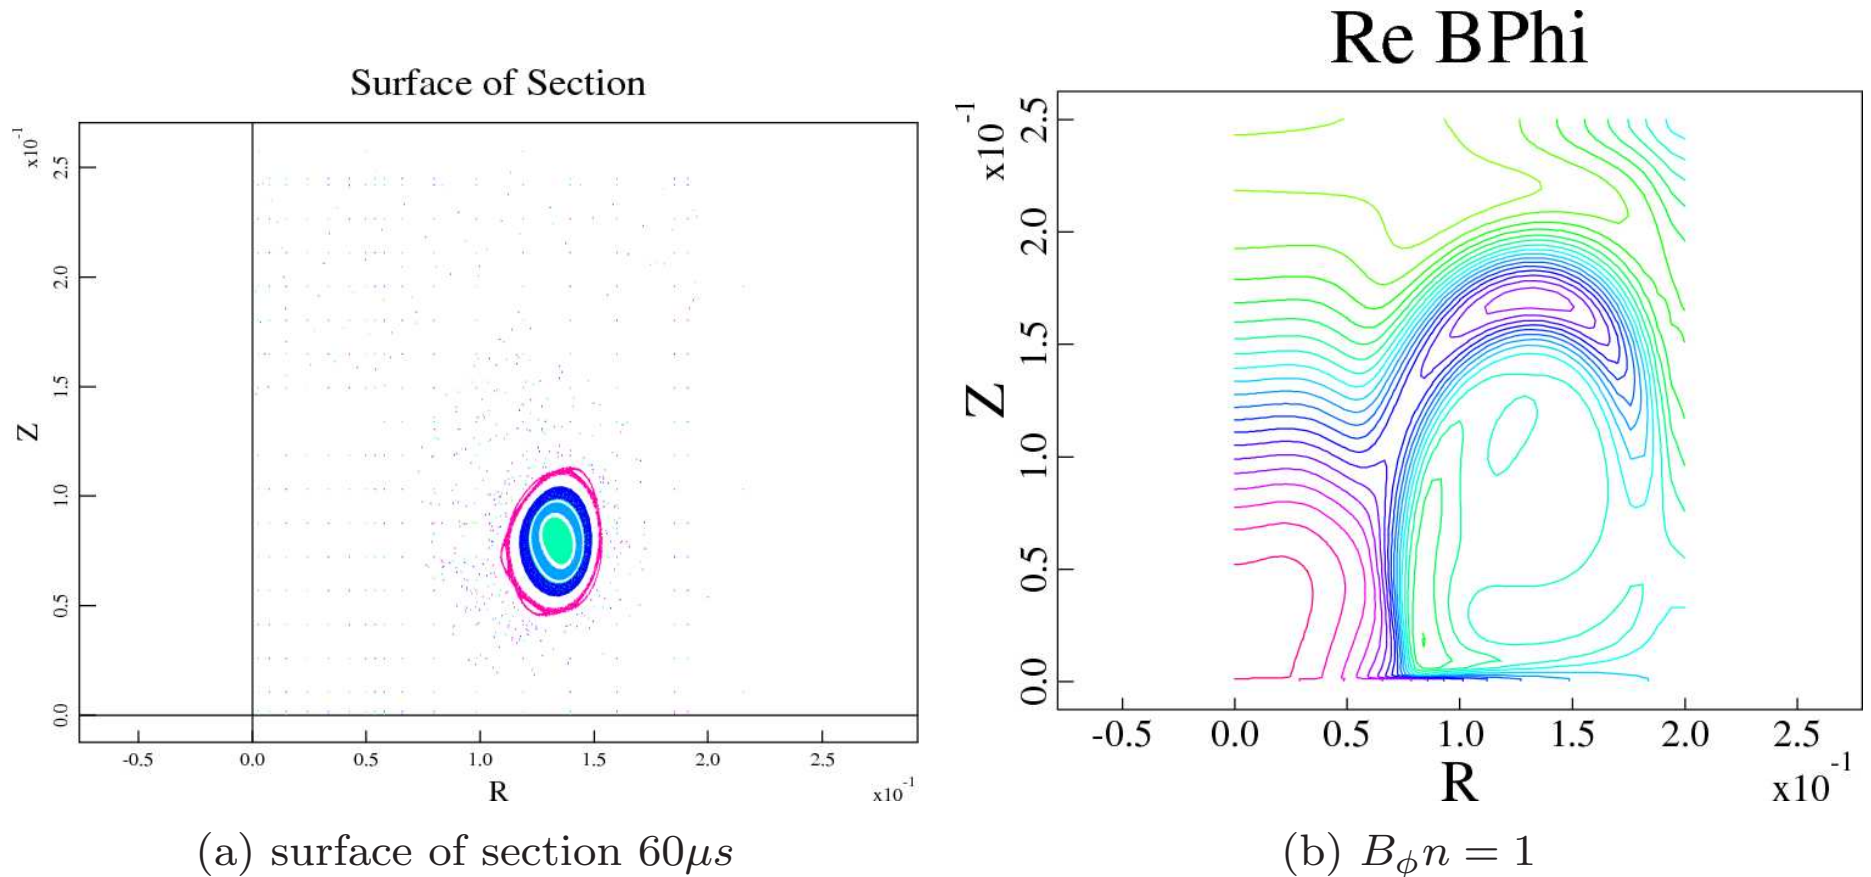 Surface of Section
x10⁻¹
2.5
2.0
1.5
1.0
0.5
0.0
Z
-0.5 0.0 0.5 1.0 1.5 2.0 2.5
R
x10⁻¹
(a) surface of section 60μs
Re BPhi
x10⁻¹
2.5
2.0
1.5
1.0
0.5
0.0
Z
-0.5 0.0 0.5 1.0 1.5 2.0 2.5
R
x10⁻¹
(b) B_ϕn = 1